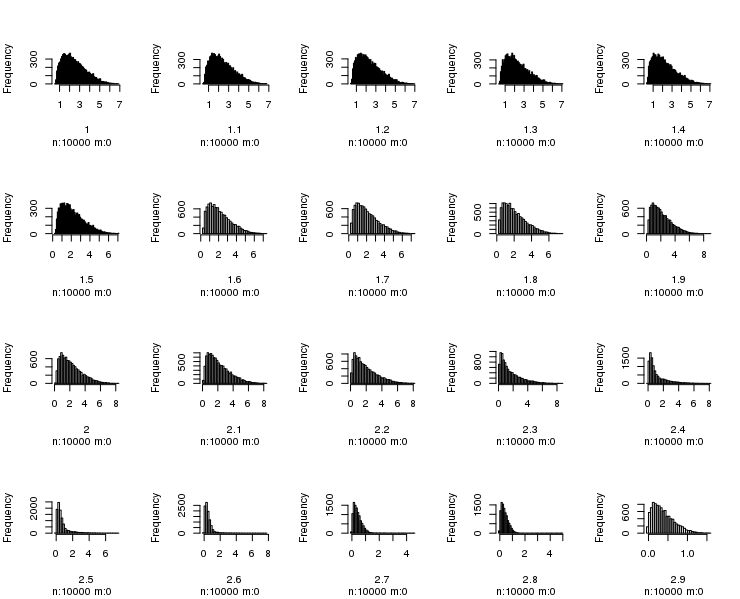 Frequency Frequency Frequency Frequency Frequency
0 300 0 300 0 300 0 300 0 300
1 3 5 7 1 3 5 7 1 3 5 7 1 3 5 7 1 3 5 7
1 1.1 1.2 1.3 1.4
n:10000 m:0 n:10000 m:0 n:10000 m:0 n:10000 m:0 n:10000 m:0
Frequency Frequency Frequency Frequency Frequency
0 300 0 600 0 600 0 500 0 600
0 2 4 6 0 2 4 6 0 2 4 6 0 2 4 6 0 4 8
1.5 1.6 1.7 1.8 1.9
n:10000 m:0 n:10000 m:0 n:10000 m:0 n:10000 m:0 n:10000 m:0
Frequency Frequency Frequency Frequency Frequency
0 600 0 500 0 600 0 800 0 1500
0 2 4 6 8 0 2 4 6 8 0 2 4 6 8 0 4 8 0 2 4 6 8
2 2.1 2.2 2.3 2.4
n:10000 m:0 n:10000 m:0 n:10000 m:0 n:10000 m:0 n:10000 m:0
Frequency Frequency Frequency Frequency Frequency
0 2000 0 2500 0 1500 0 1500 0 600
0 2 4 6 0 2 4 6 8 0 2 4 0 2 4 0.0 1.0
2.5 2.6 2.7 2.8 2.9
n:10000 m:0 n:10000 m:0 n:10000 m:0 n:10000 m:0 n:10000 m:0